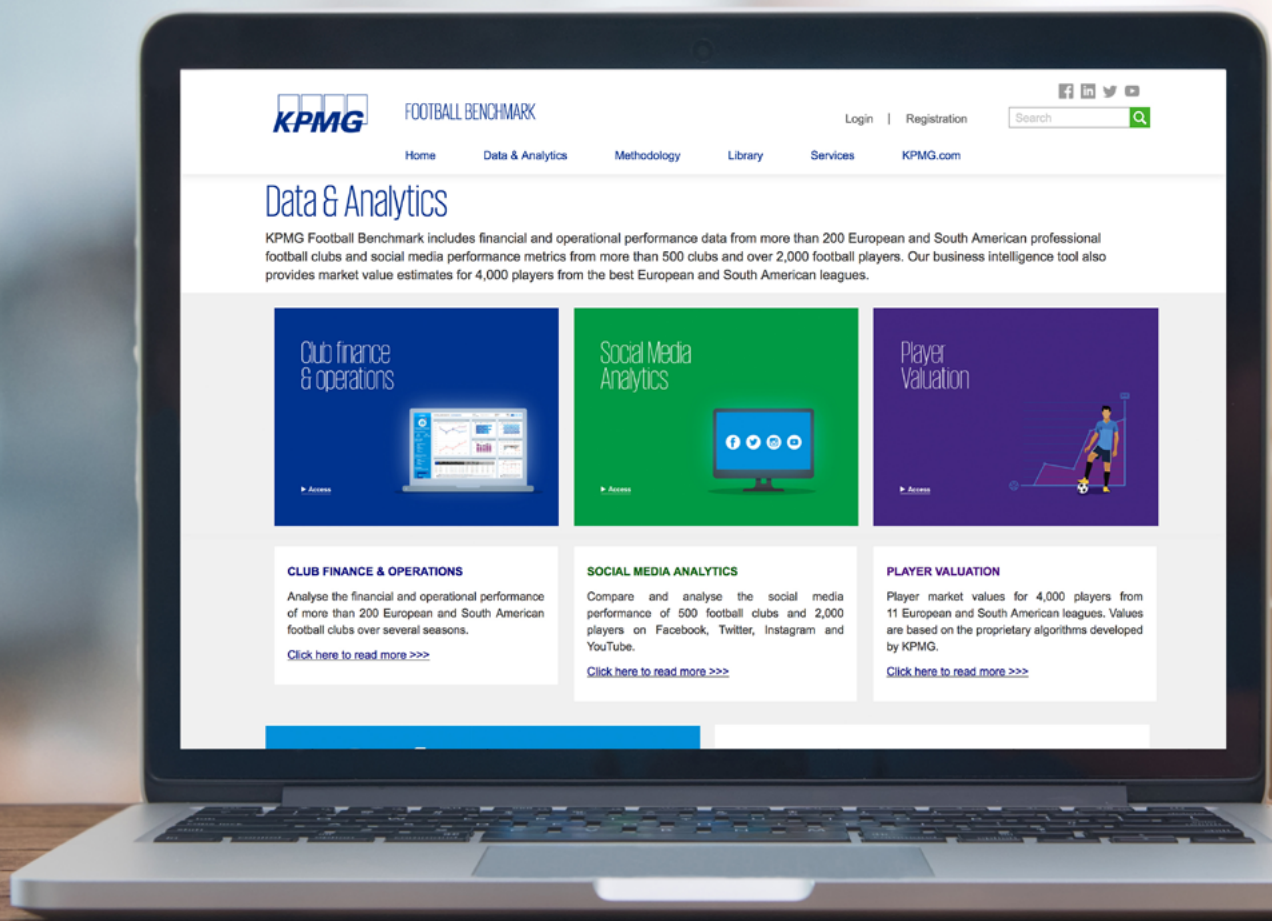 KPMG
FOOTBALL BENCHMARK
Login | Registration
Search
Home Data & Analytics Methodology Library Services KPMG.com
Data & Analytics
KPMG Football Benchmark includes financial and operational performance data from more than 200 European and South American professional
football clubs and social media performance metrics from more than 500 clubs and over 2,000 football players. Our business intelligence tool also
provides market value estimates for 4,000 players from the best European and South American leagues.
Club finance
& operations
Access
Social Media
Analytics
Access
Player
Valuation
Access
CLUB FINANCE & OPERATIONS
Analyse the financial and operational performance
of more than 200 European and South American
football clubs over several seasons.
Click here to read more >>>
SOCIAL MEDIA ANALYTICS
Compare and analyse the social media
performance of 500 football clubs and 2,000
players on Facebook, Twitter, Instagram and
YouTube.
Click here to read more >>>
PLAYER VALUATION
Player market values for 4,000 players from
11 European and South American leagues. Values
are based on the proprietary algorithms developed
by KPMG.
Click here to read more >>>